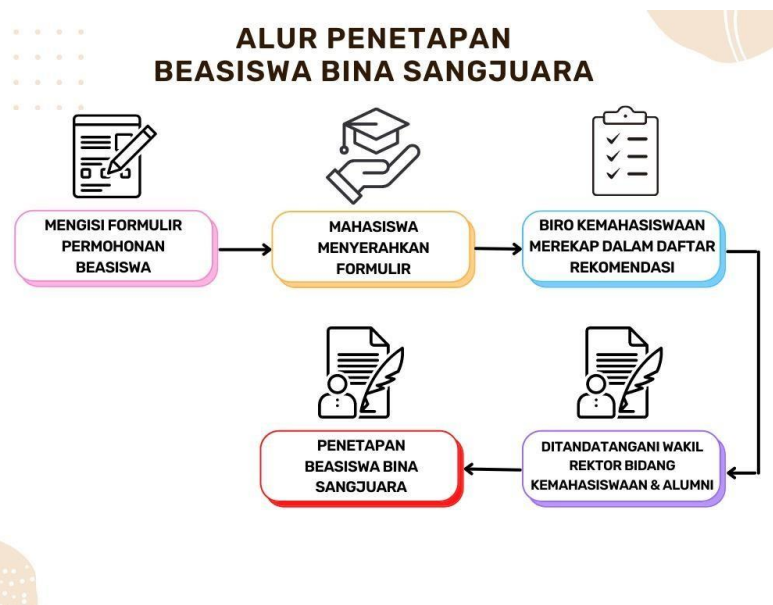 ALUR PENETAPAN
BEASISWA BINA SANGJUARA
MENGISI FORMULIR
PERMOHONAN
BEASISWA
MAHASISWA
MENYERAHKAN
FORMULIR
BIRO KEMAHASISWAAN
MEREKAP DALAM DAFTAR
REKOMENDASI
DITANDATANGANI WAKIL
REKTOR BIDANG
KEMAHASISWAAN & ALUMNI
PENETAPAN
BEASISWA BINA
SANGJUARA